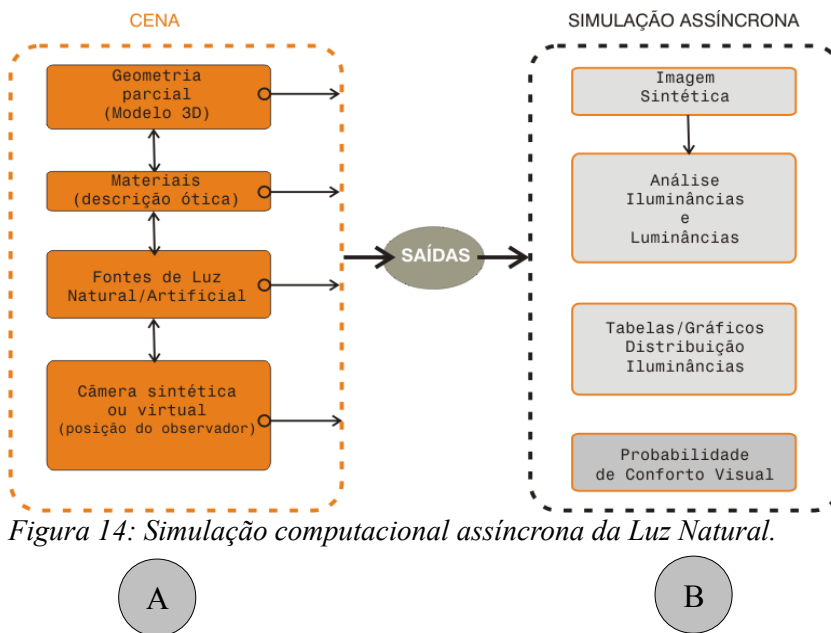 CENA
Geometria
parcial
(Modelo 3D)
Materiais
(descrição ótica)
Fontes de Luz
Natural/Artificial
Câmera sintética
ou virtual
(posição do observador)
SAÍDAS
SIMULAÇÃO ASSÍNCRONA
Imagem
Sintética
Análise
Iluminâncias
e
Luminâncias
Tabelas/Gráficos
Distribuição
Iluminâncias
Probabilidade
de Conforto Visual
Figura 14: Simulação computacional assíncrona da Luz Natural.
A
B